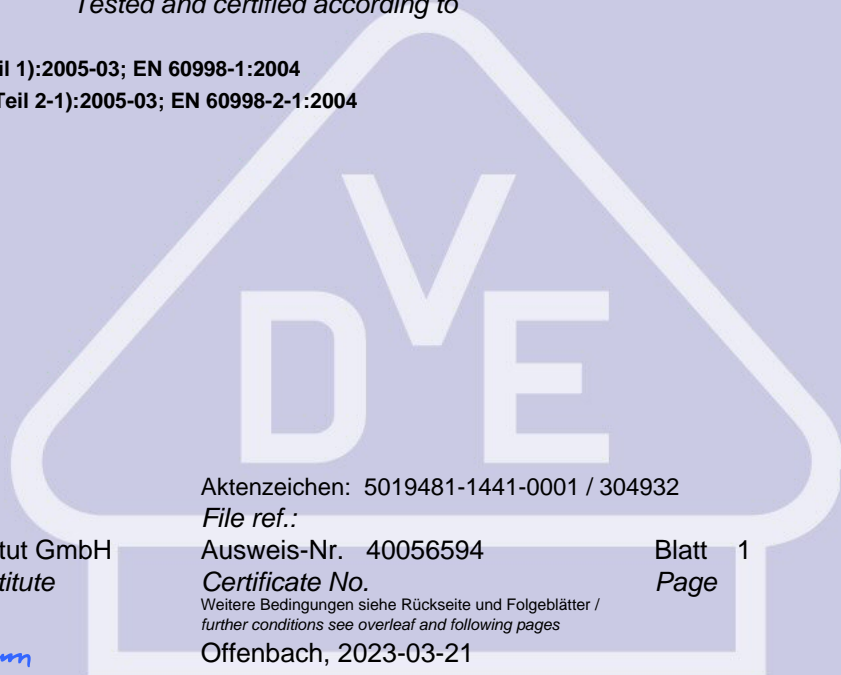 Tested and certified according to
il 1):2005-03; EN 60998-1:2004
Teil 2-1):2005-03; EN 60998-2-1:2004
VDE
Aktenzeichen: 5019481-1441-0001 / 304932
File ref.:
tut GmbH Ausweis-Nr. 40056594 Blatt 1
titute Certificate No. Page
Weitere Bedingungen siehe Rückseite und Folgeblätter /
further conditions see overleaf and following pages
Offenbach, 2023-03-21